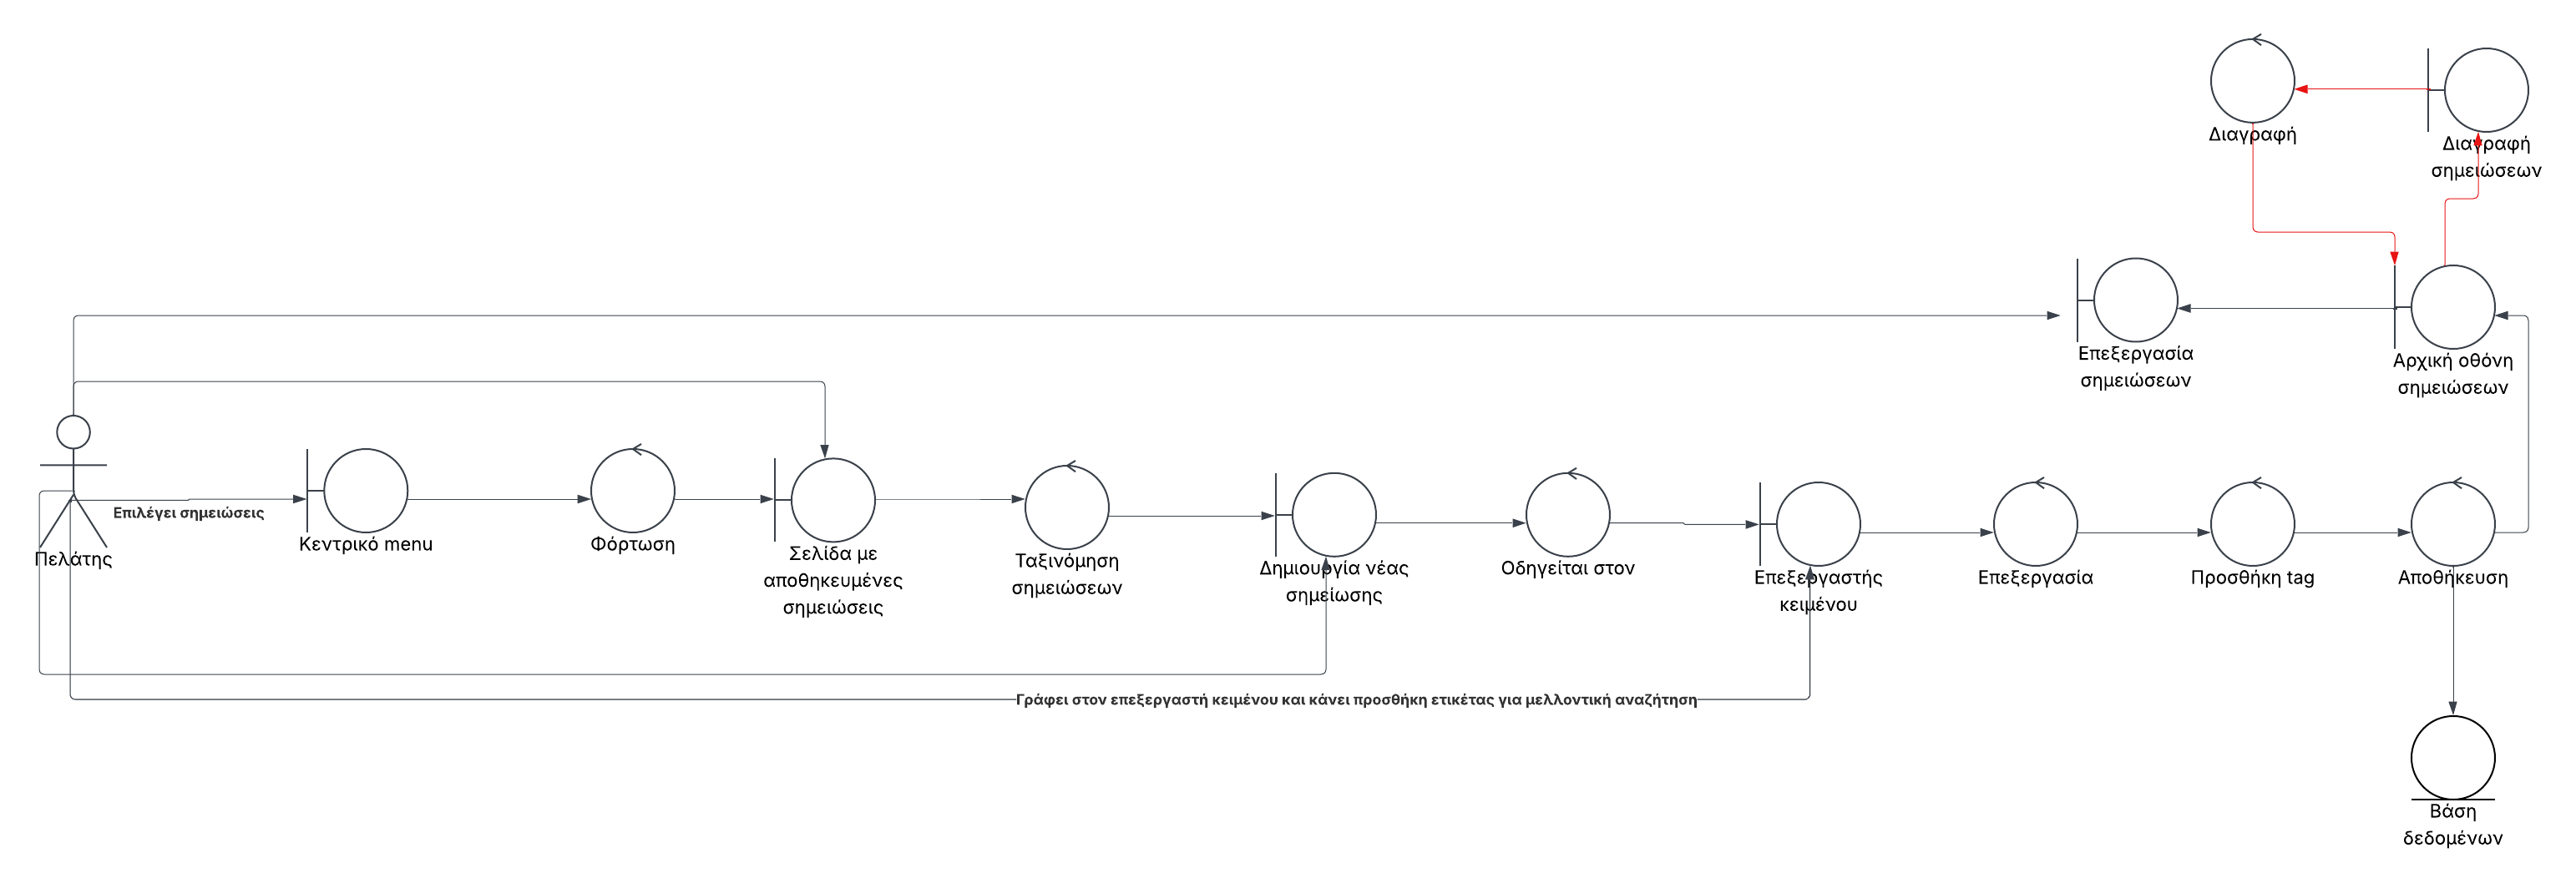 Διαγραφή
Διαγραφή
σημειώσεων
Επεξεργασία
σημειώσεων
Αρχική οθόνη
σημειώσεων
Επιλέγει σημειώσεις
Πελάτης
Κεντρικό menu
Φόρτωση
Σελίδα με
αποθηκευμένες
σημειώσεις
Ταξινόμηση
σημειώσεων
Δημιουργία νέας
σημείωσης
Οδηγείται στον
Επεξεργαστής
κειμένου
Επεξεργασία
Προσθήκη tag
Αποθήκευση
Γράφει στον επεξεργαστή κειμένου και κάνει προσθήκη ετικέτας για μελλοντική αναζήτηση
Βάση
δεδομένων